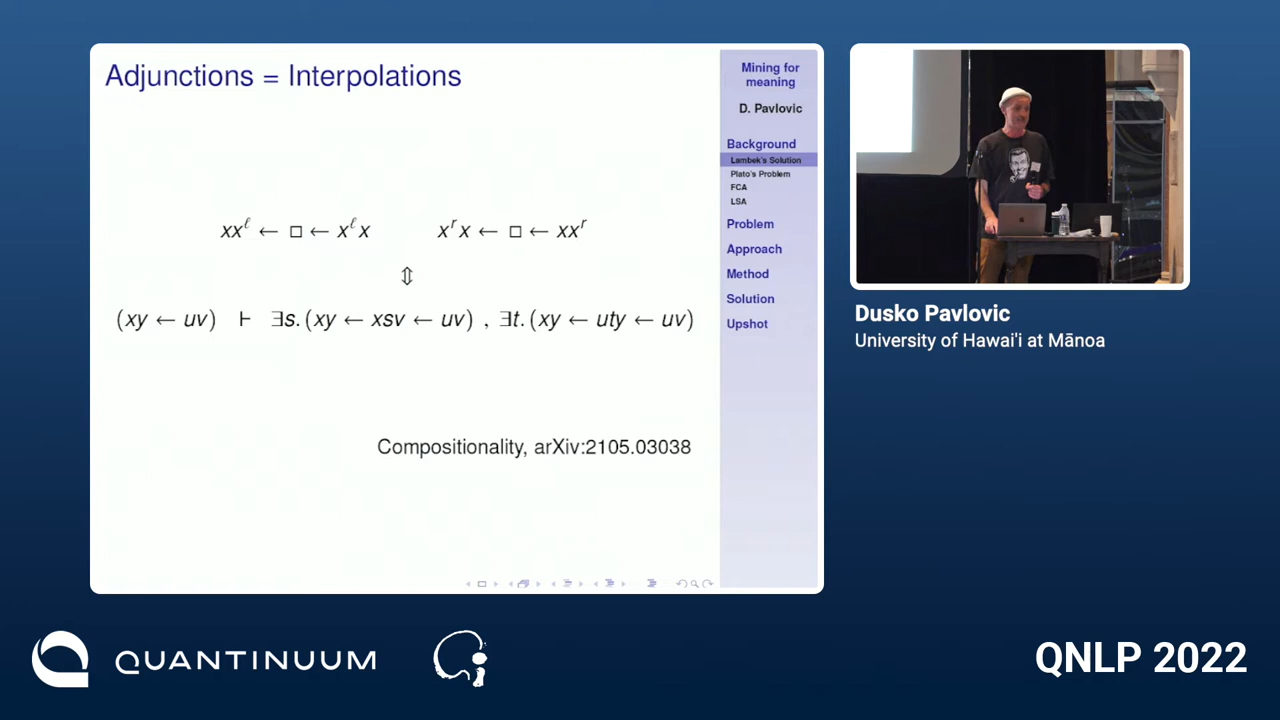 Adjunctions = Interpolations
xxˡ ← □ ← xˡx    xʳx ← □ ← xxʳ
⇕
(xy ← uv) ⊢ ∃s.(xy ← xsv ← uv) , ∃t.(xy ← uty ← uv)
Compositionality, arXiv:2105.03038
Mining for
meaning
D. Pavlovic
Background
Lambek's Solution
Plato's Problem
FCA
LSA
Problem
Approach
Method
Solution
Upshot
Dusko Pavlovic
University of Hawai'i at Mānoa
QUANTINUUM
QNLP 2022